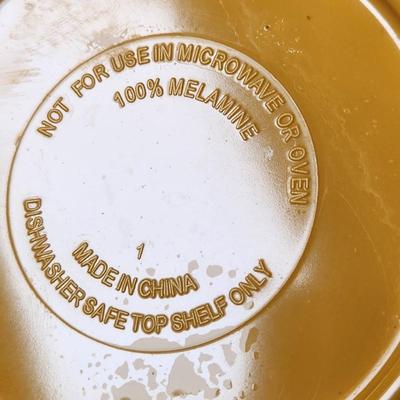 NOT FOR USE IN MICROWAVE OR OVEN
100% MELAMINE
1
MADE IN CHINA
DISHWASHER SAFE TOP SHELF ONLY